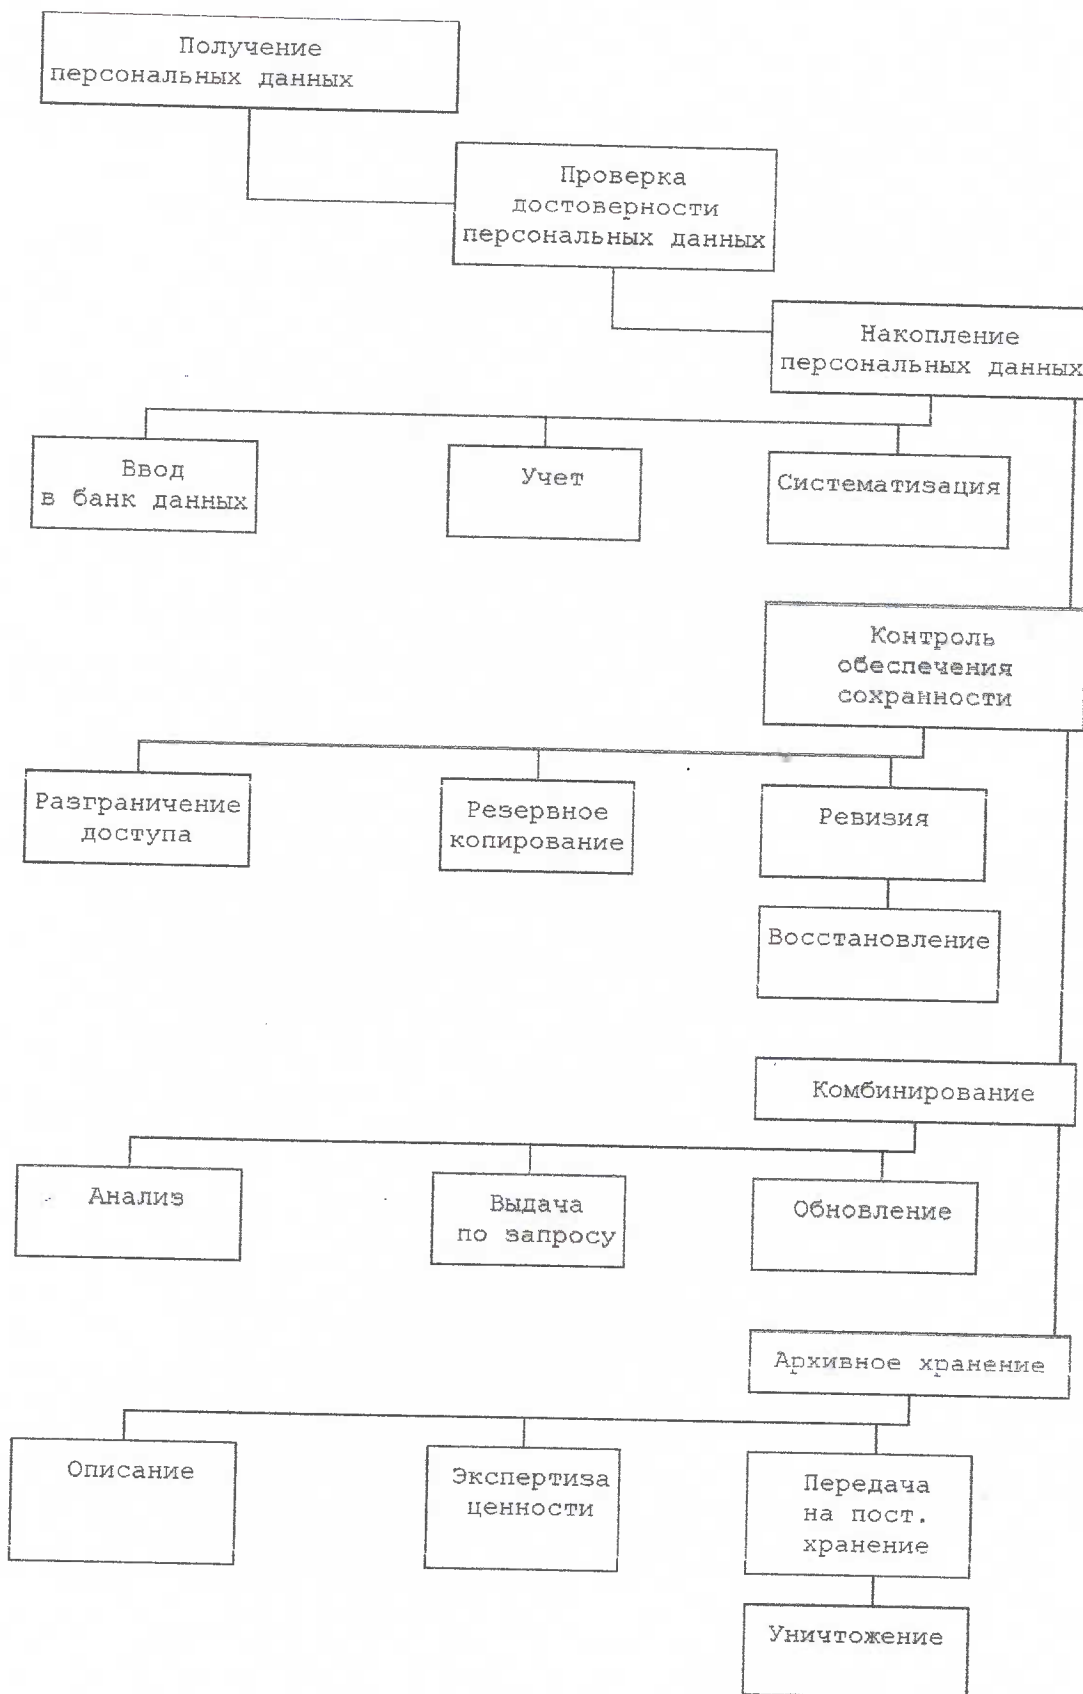 Получение
персональных данных
Проверка
достоверности
персональных данных
Накопление
персональных данных
Ввод
в банк данных
Учет
Систематизация
Контроль
обеспечения
сохранности
Разграничение
доступа
Резервное
копирование
Ревизия
Восстановление
Комбинирование
Анализ
Выдача
по запросу
Обновление
Архивное хранение
Описание
Экспертиза
ценности
Передача
на пост.
хранение
Уничтожение